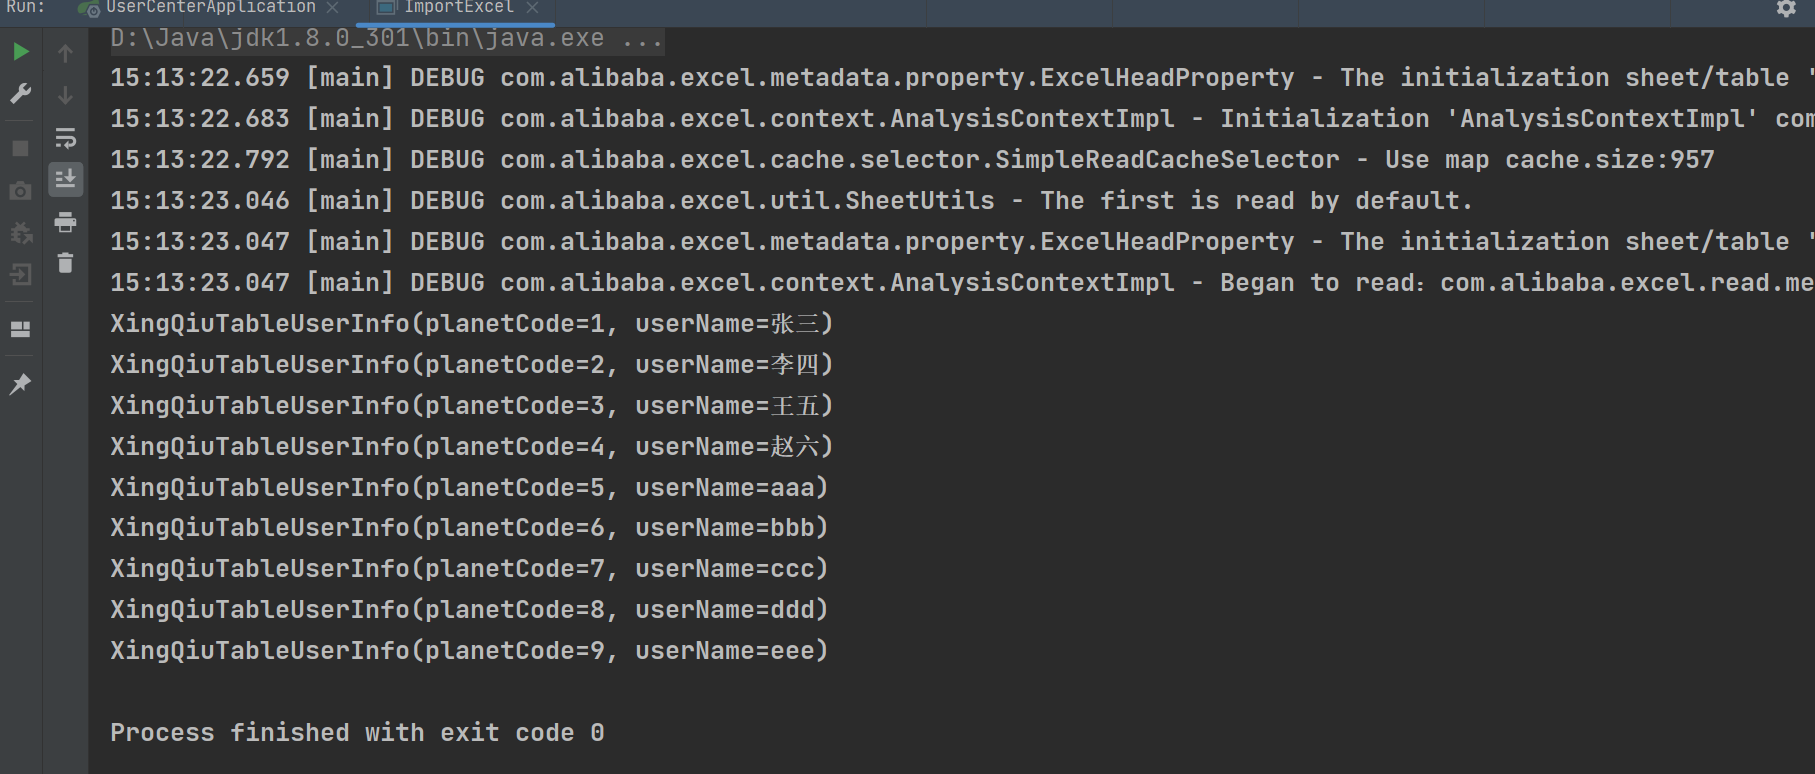 Run: UserCenterApplication ImportExcel
D:\Java\jdk1.8.0_301\bin\java.exe ...
15:13:22.659 [main] DEBUG com.alibaba.excel.metadata.property.ExcelHeadProperty - The initialization sheet/table '
15:13:22.683 [main] DEBUG com.alibaba.excel.context.AnalysisContextImpl - Initialization 'AnalysisContextImpl' com
15:13:22.792 [main] DEBUG com.alibaba.excel.cache.selector.SimpleReadCacheSelector - Use map cache.size:957
15:13:23.046 [main] DEBUG com.alibaba.excel.util.SheetUtils - The first is read by default.
15:13:23.047 [main] DEBUG com.alibaba.excel.metadata.property.ExcelHeadProperty - The initialization sheet/table '
15:13:23.047 [main] DEBUG com.alibaba.excel.context.AnalysisContextImpl - Began to read：com.alibaba.excel.read.me
XingQiuTableUserInfo(planetCode=1, userName=张三)
XingQiuTableUserInfo(planetCode=2, userName=李四)
XingQiuTableUserInfo(planetCode=3, userName=王五)
XingQiuTableUserInfo(planetCode=4, userName=赵六)
XingQiuTableUserInfo(planetCode=5, userName=aaa)
XingQiuTableUserInfo(planetCode=6, userName=bbb)
XingQiuTableUserInfo(planetCode=7, userName=ccc)
XingQiuTableUserInfo(planetCode=8, userName=ddd)
XingQiuTableUserInfo(planetCode=9, userName=eee)
Process finished with exit code 0